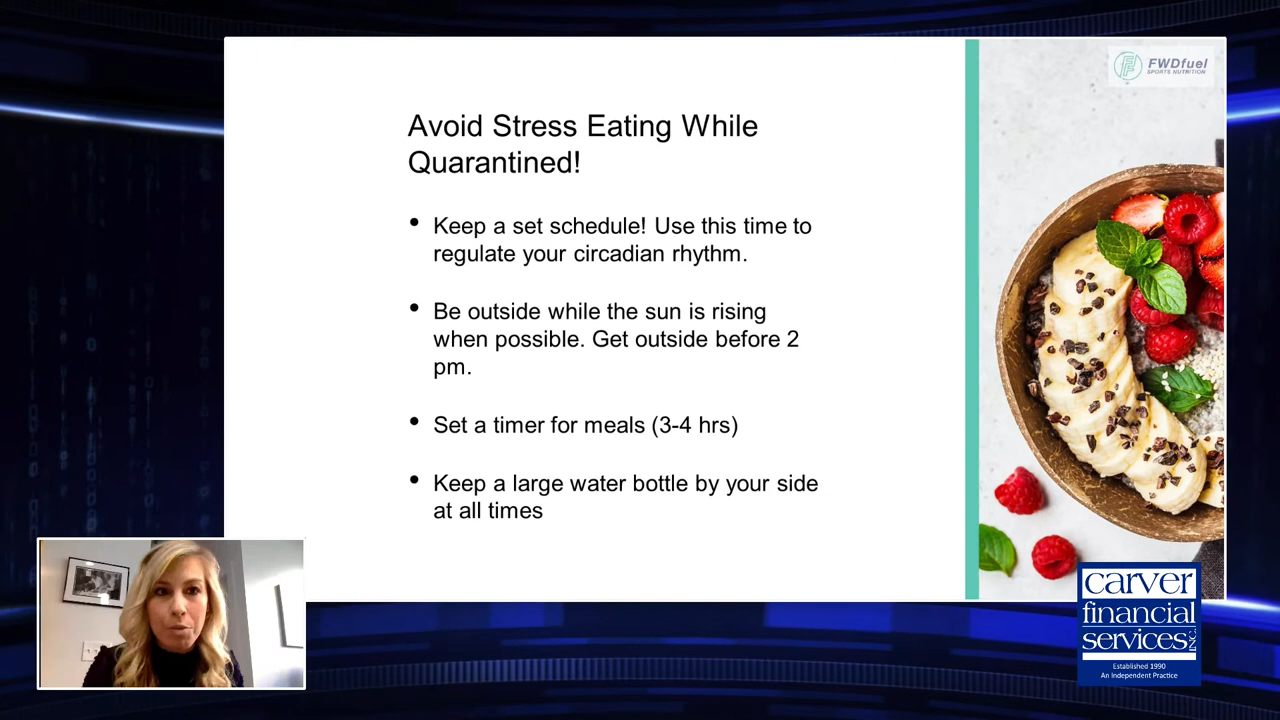 FWDfuel
SPORTS NUTRITION
Avoid Stress Eating While
Quarantined!
• Keep a set schedule! Use this time to
regulate your circadian rhythm.
• Be outside while the sun is rising
when possible. Get outside before 2
pm.
• Set a timer for meals (3-4 hrs)
• Keep a large water bottle by your side
at all times
carver
financial
services INC.
Established 1990
An Independent Practice